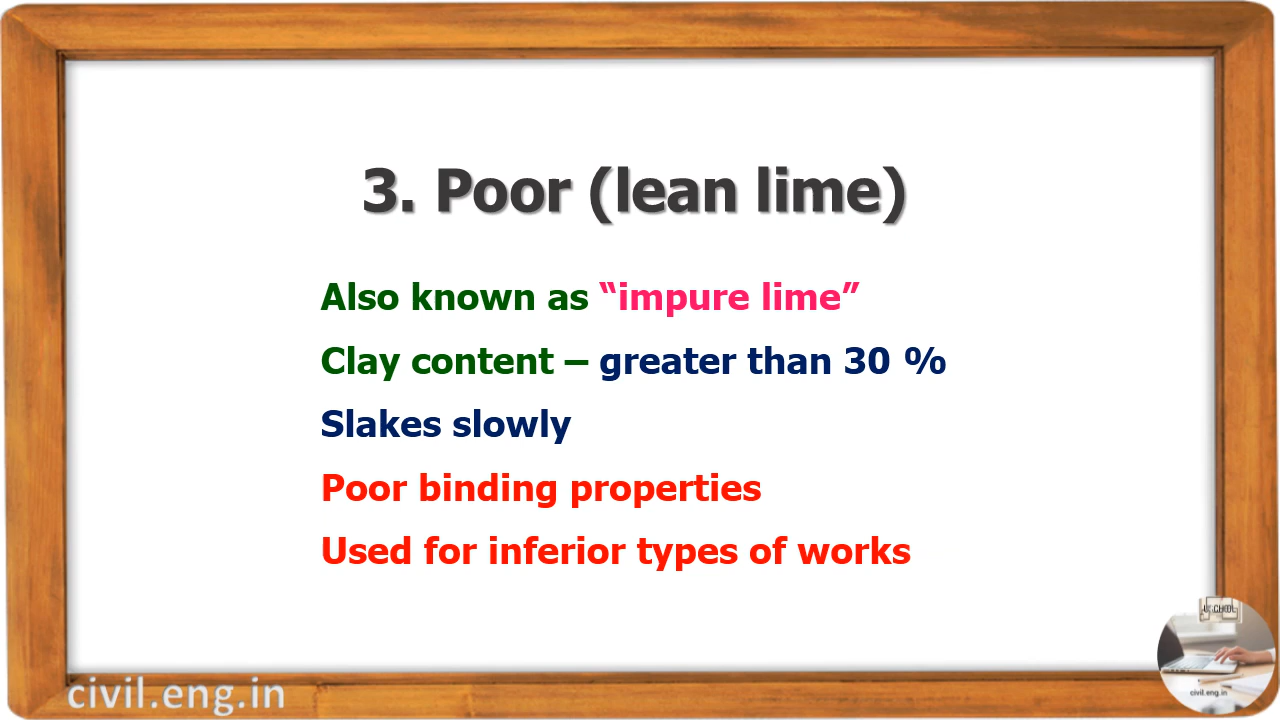 3. Poor (lean lime)
Also known as “impure lime”
Clay content – greater than 30 %
Slakes slowly
Poor binding properties
Used for inferior types of works
civil.eng.in
civil.eng.in